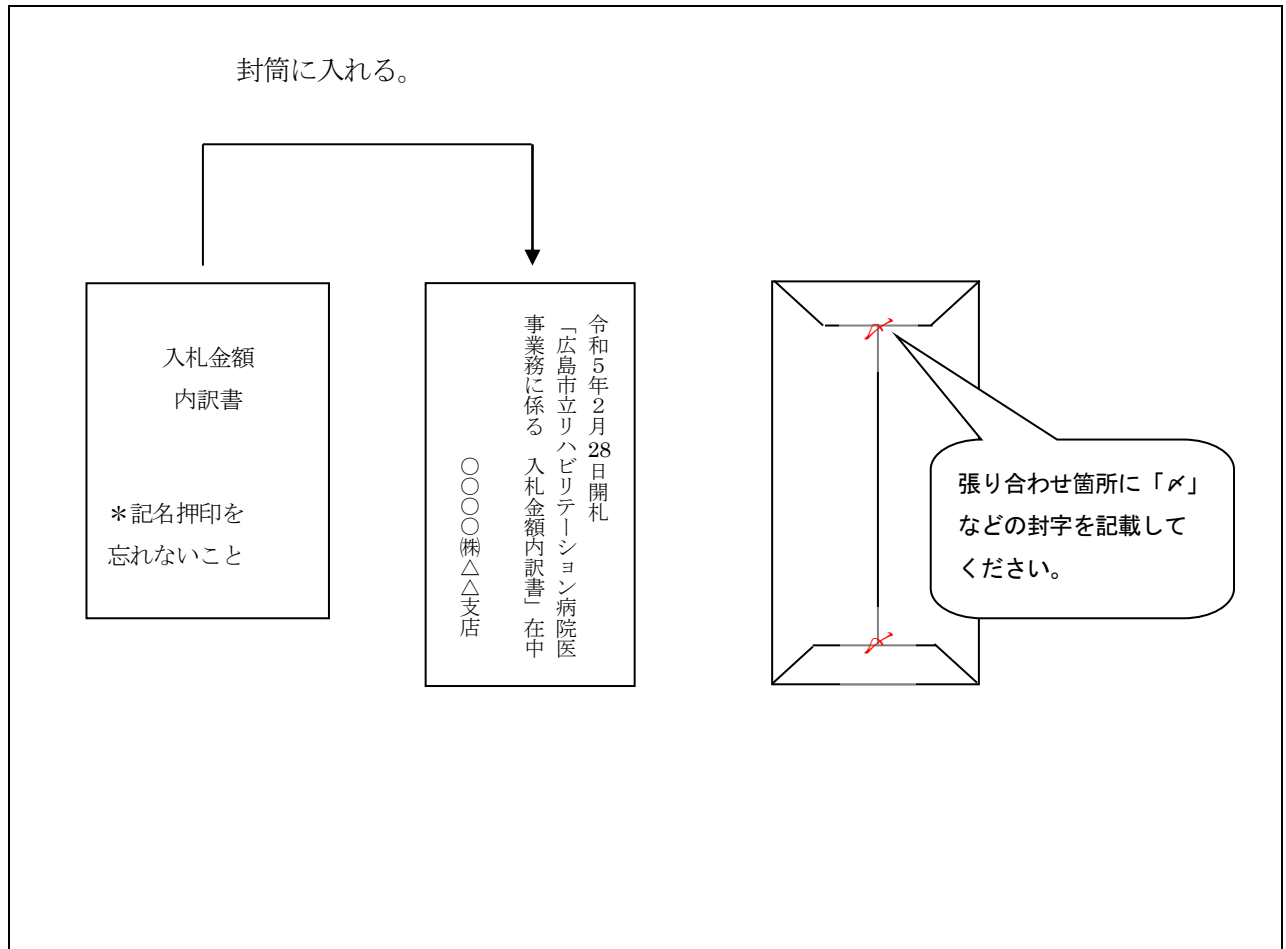 封筒に入れる。
入札金額
内訳書
＊記名押印を
忘れないこと
令和５年２月28日開札
「広島市立リハビリテーション病院医
事業務に係る　入札金額内訳書」在中
〇〇〇〇㈱△△支店
〆
張り合わせ箇所に「〆」
などの封字を記載して
ください。
〆